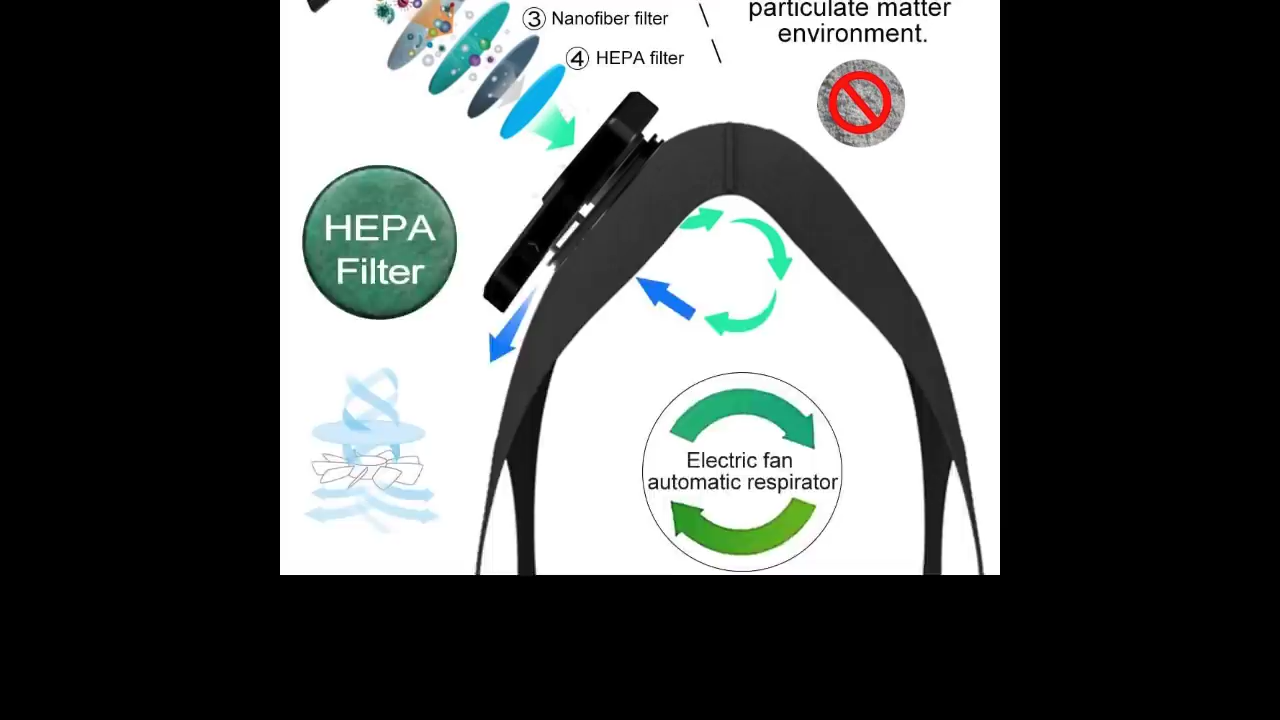 ③ Nanofiber filter
④ HEPA filter
particulate matter
environment.
HEPA
Filter
Electric fan
automatic respirator